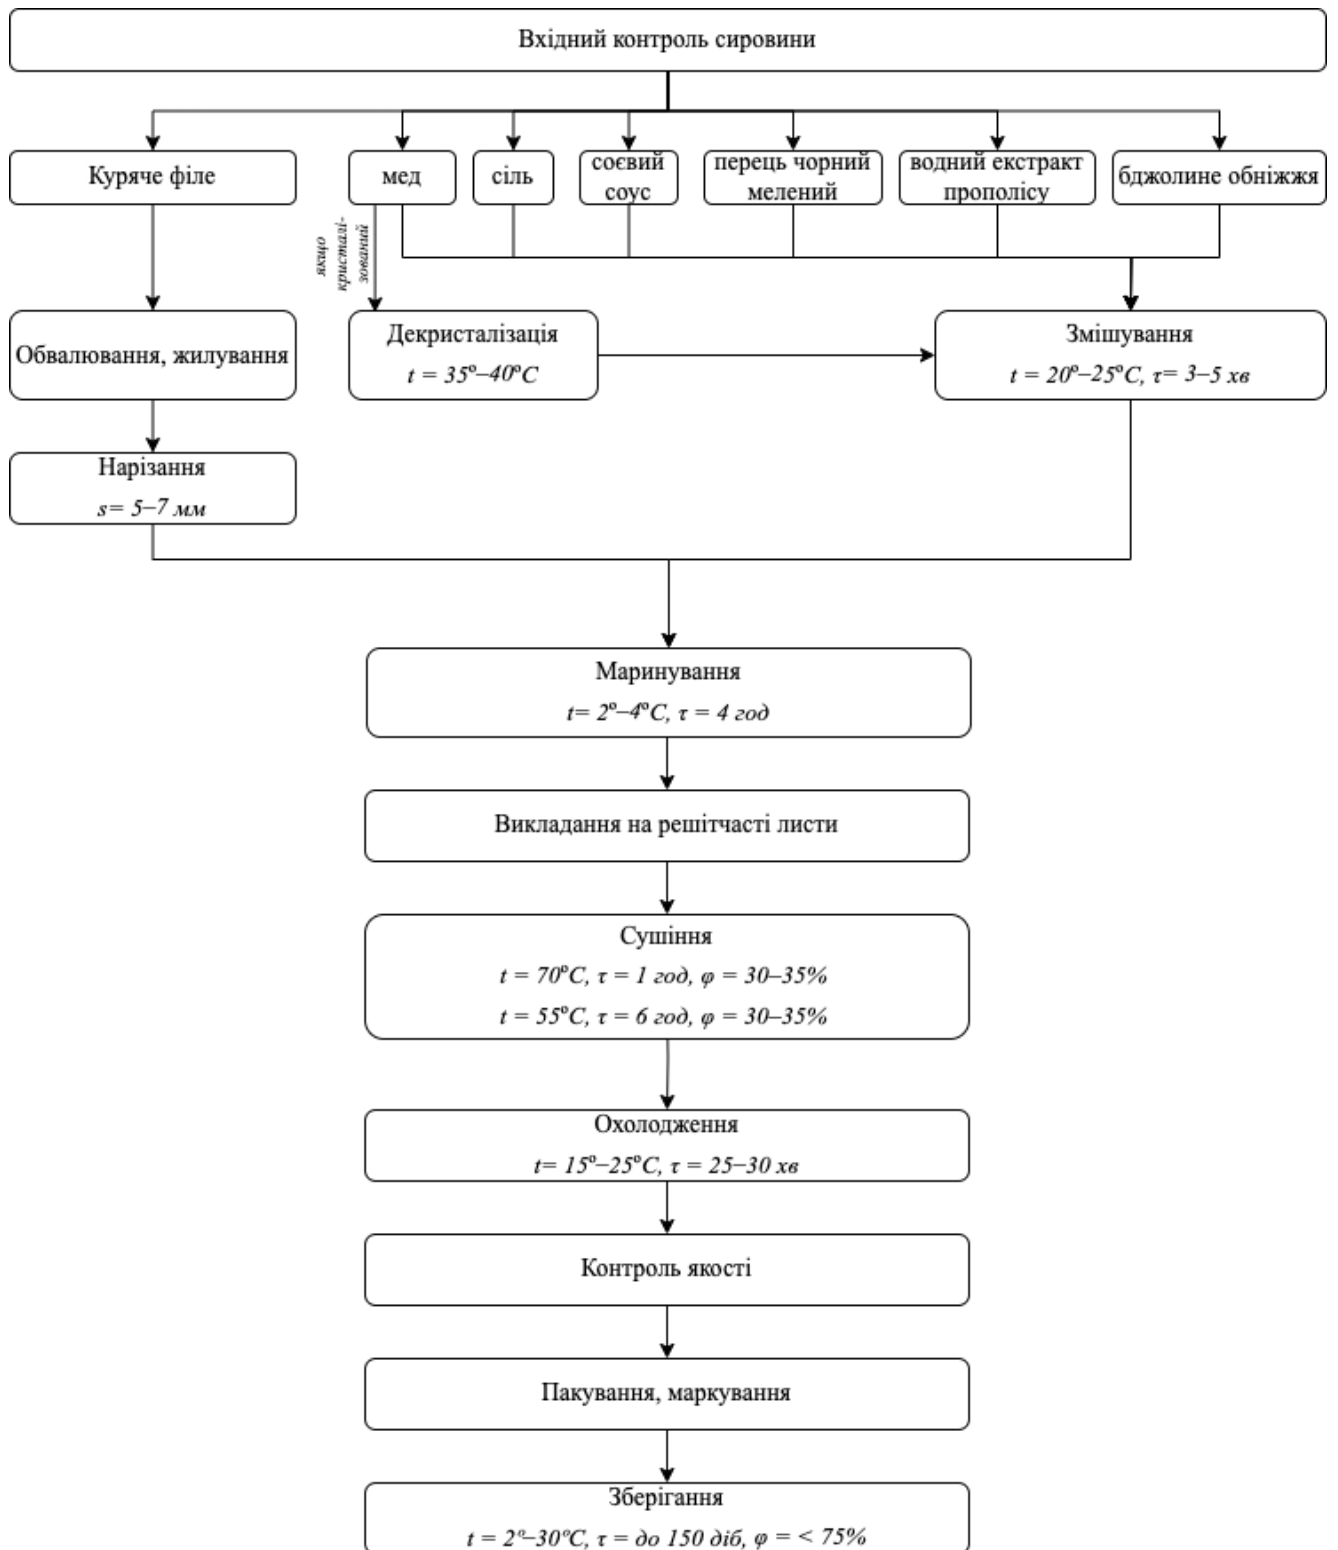 Вхідний контроль сировини
Куряче філе
мед
сіль
соєвий
соус
перець чорний
мелений
водний екстракт
прополісу
бджолине обніжжя
якщо
кристалі-
зований
Обвалювання, жилування
Декристалізація
t = 35º–40ºC
Змішування
t = 20º–25ºC, τ= 3–5 хв
Нарізання
s= 5–7 мм
Маринування
t= 2º–4ºC, τ = 4 год
Викладання на решітчасті листи
Сушіння
t = 70ºC, τ = 1 год, φ = 30–35%
t = 55ºC, τ = 6 год, φ = 30–35%
Охолодження
t= 15º–25ºC, τ = 25–30 хв
Контроль якості
Пакування, маркування
Зберігання
t = 2º–30ºC, τ = до 150 діб, φ = < 75%